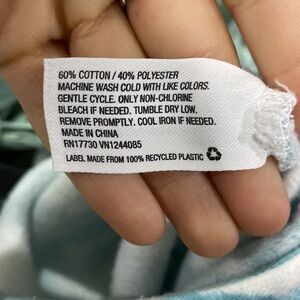 60% COTTON / 40% POLYESTER
MACHINE WASH COLD WITH LIKE COLORS.
GENTLE CYCLE. ONLY NON-CHLORINE
BLEACH IF NEEDED. TUMBLE DRY LOW.
REMOVE PROMPTLY. COOL IRON IF NEEDED.
MADE IN CHINA
RN17730 VN1244085
LABEL MADE FROM 100% RECYCLED PLASTIC